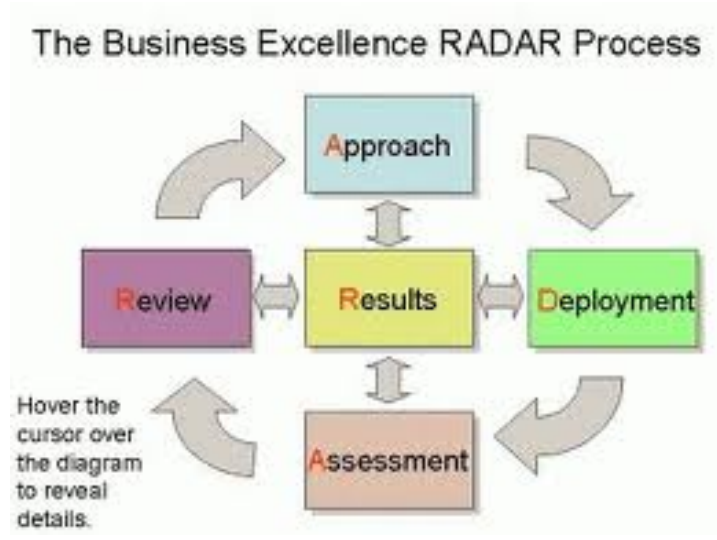 The Business Excellence RADAR Process
Approach
Review
Results
Deployment
Assessment
Hover the
cursor over
the diagram
to reveal
details.